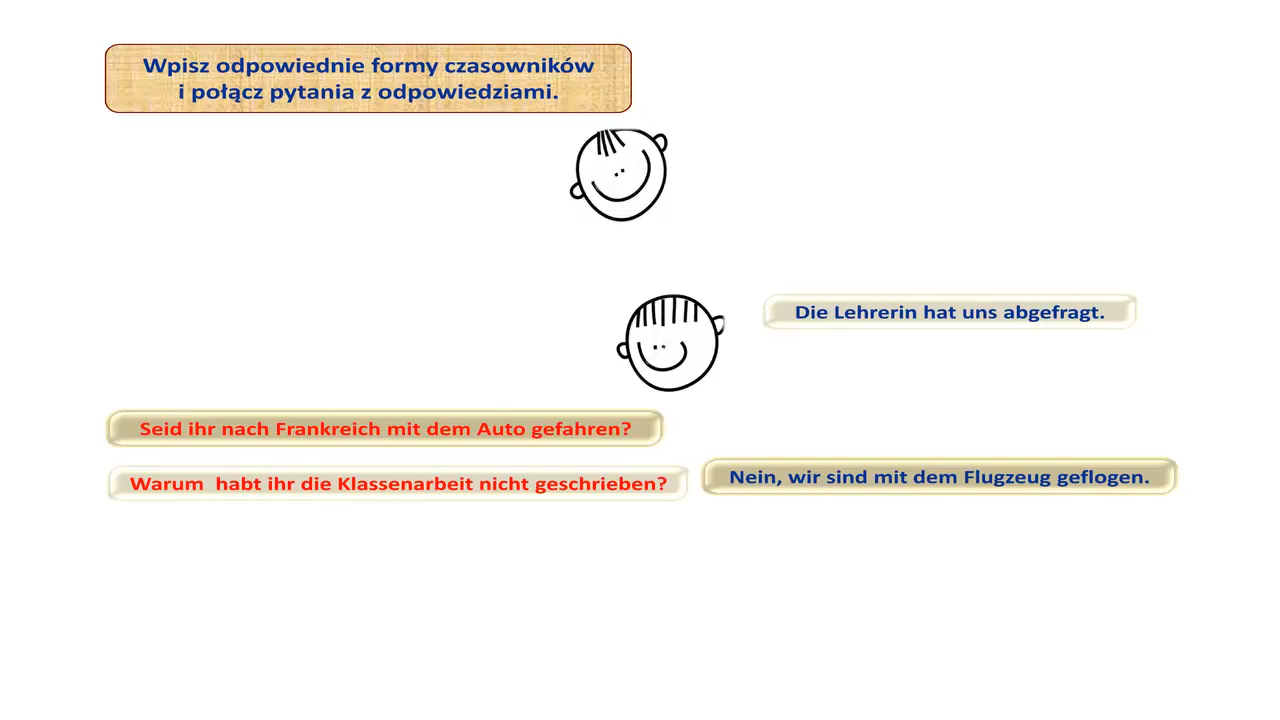 Wpisz odpowiednie formy czasowników
i połącz pytania z odpowiedziami.
Die Lehrerin hat uns abgefragt.
Seid ihr nach Frankreich mit dem Auto gefahren?
Warum  habt ihr die Klassenarbeit nicht geschrieben?
Nein, wir sind mit dem Flugzeug geflogen.